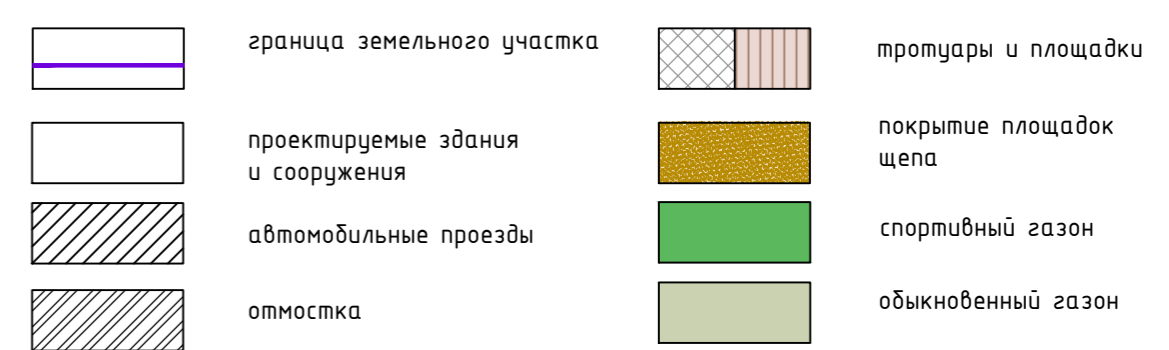 граница земельного участка
проектируемые здания
и сооружения
автомобильные проезды
отмостка
тротуары и площадки
покрытие площадок
щепа
спортивный газон
обыкновенный газон